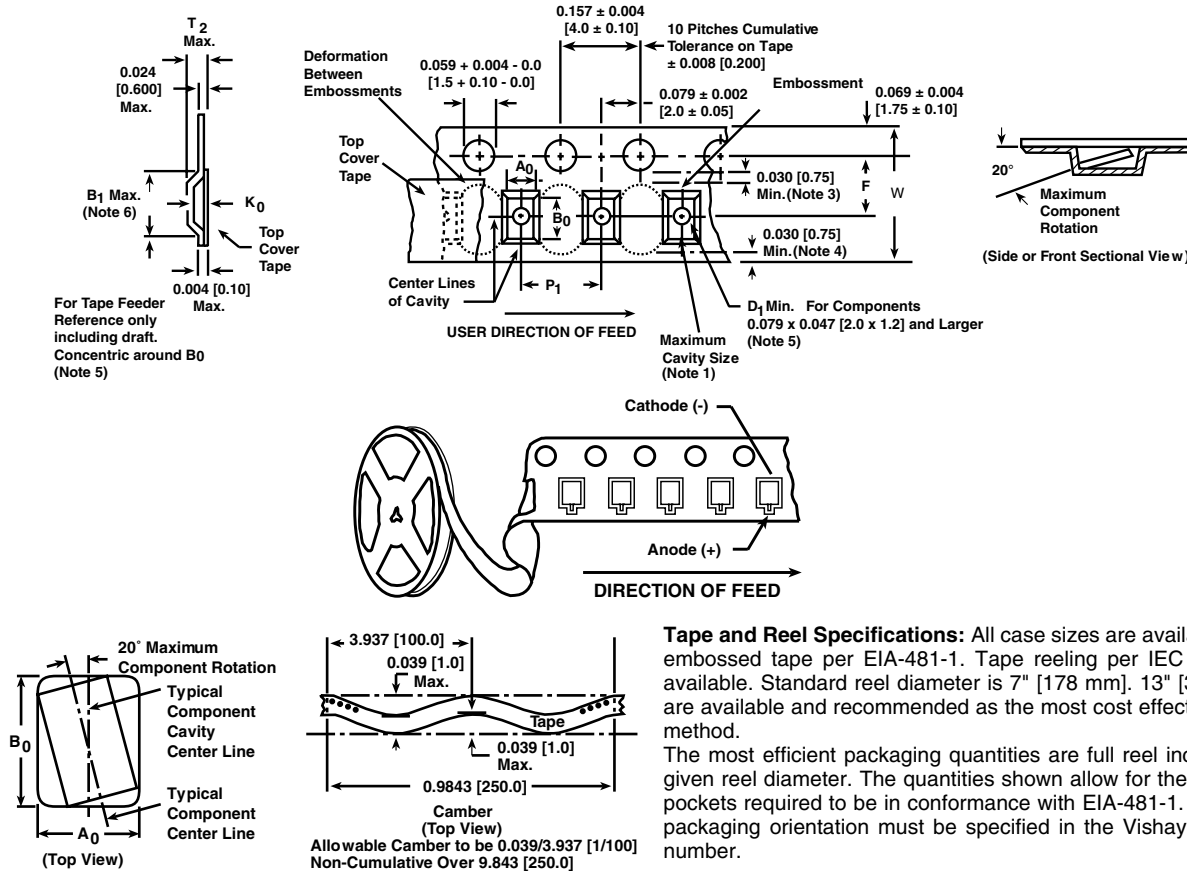 T2
Max.
0.024
[0.600]
Max.
B1 Max.
(Note 6)
K0
Top
Cover
Tape
0.004 [0.10]
Max.
For Tape Feeder
Reference only
including draft.
Concentric around B0
(Note 5)
Deformation
Between
Embossments
0.059 + 0.004 - 0.0
[1.5 + 0.10 - 0.0]
0.157 ± 0.004
[4.0 ± 0.10]
10 Pitches Cumulative
Tolerance on Tape
± 0.008 [0.200]
0.079 ± 0.002
[2.0 ± 0.05]
Embossment
0.069 ± 0.004
[1.75 ± 0.10]
Top
Cover
Tape
A0
B0
0.030 [0.75]
Min.(Note 3)
F
W
0.030 [0.75]
Min.(Note 4)
Center Lines
of Cavity
P1
USER DIRECTION OF FEED
Maximum
Cavity Size
(Note 1)
D1 Min. For Components
0.079 x 0.047 [2.0 x 1.2] and Larger
(Note 5)
20°
Maximum
Component
Rotation
(Side or Front Sectional View)
Cathode (-)
Anode (+)
DIRECTION OF FEED
20° Maximum
Component Rotation
Typical
Component
Cavity
Center Line
B0
Typical
Component
Center Line
A0
(Top View)
3.937 [100.0]
0.039 [1.0]
Max.
Tape
0.039 [1.0]
Max.
0.9843 [250.0]
Camber
(Top View)
Allowable Camber to be 0.039/3.937 [1/100]
Non-Cumulative Over 9.843 [250.0]
Tape and Reel Specifications: All case sizes are
embossed tape per EIA-481-1. Tape reeling per IEC
available. Standard reel diameter is 7" [178 mm]. 13"
are available and recommended as the most cost
method.
The most efficient packaging quantities are full reel
given reel diameter. The quantities shown allow for the
pockets required to be in conformance with EIA-481-1.
packaging orientation must be specified in the Vishay
number.